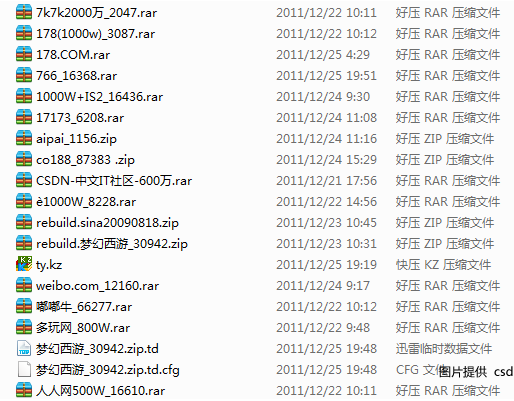 7k7k2000万_2047.rar 2011/12/22 10:11 好压 RAR 压缩文件
178(1000w)_3087.rar 2011/12/22 10:12 好压 RAR 压缩文件
178.COM.rar 2011/12/25 4:29 好压 RAR 压缩文件
766_16368.rar 2011/12/25 19:51 好压 RAR 压缩文件
1000W+IS2_16436.rar 2011/12/24 9:30 好压 RAR 压缩文件
17173_6208.rar 2011/12/24 11:08 好压 RAR 压缩文件
aipai_1156.zip 2011/12/24 11:16 好压 ZIP 压缩文件
co188_87383 .zip 2011/12/24 15:29 好压 ZIP 压缩文件
CSDN-中文IT社区-600万.rar 2011/12/21 17:56 好压 RAR 压缩文件
è1000W_8228.rar 2011/12/22 14:56 好压 RAR 压缩文件
rebuild.sina20090818.zip 2011/12/23 10:45 好压 ZIP 压缩文件
rebuild.梦幻西游_30942.zip 2011/12/23 10:31 好压 ZIP 压缩文件
ty.kz 2011/12/25 19:19 快压 KZ 压缩文件
weibo.com_12160.rar 2011/12/24 9:17 好压 RAR 压缩文件
嘟嘟牛_66277.rar 2011/12/22 10:12 好压 RAR 压缩文件
多玩网_800W.rar 2011/12/22 9:48 好压 RAR 压缩文件
梦幻西游_30942.zip.td 2011/12/25 19:48 迅雷临时数据文件
梦幻西游_30942.zip.td.cfg 2011/12/25 19:48 CFG 文件
图片提供 csd
人人网500W_16610.rar 2011/12/22 10:11 好压 RAR 压缩文件